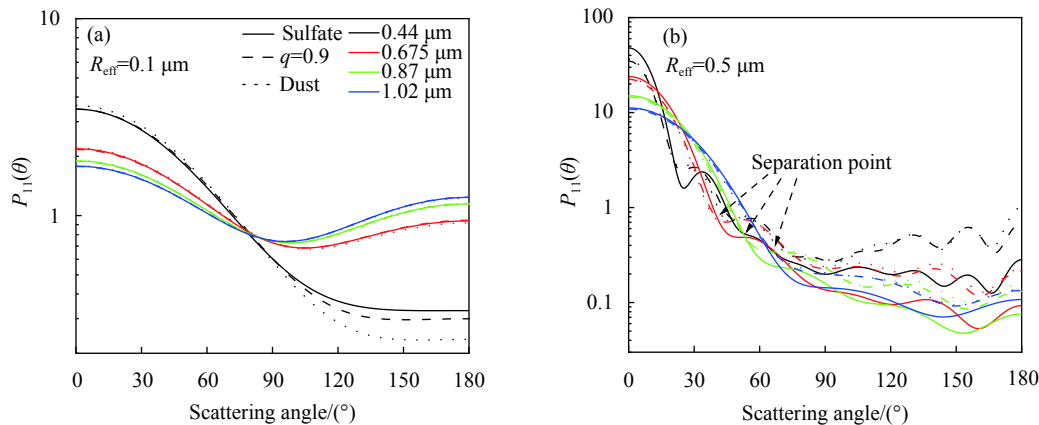 10
(a)
R_eff=0.1 μm
Sulfate
q=0.9
Dust
0.44 μm
0.675 μm
0.87 μm
1.02 μm
P_11(θ)
1
0 30 60 90 120 150 180
Scattering angle/(°)
100
(b)
R_eff=0.5 μm
10
Separation point
P_11(θ)
1
0.1
0 30 60 90 120 150 180
Scattering angle/(°)